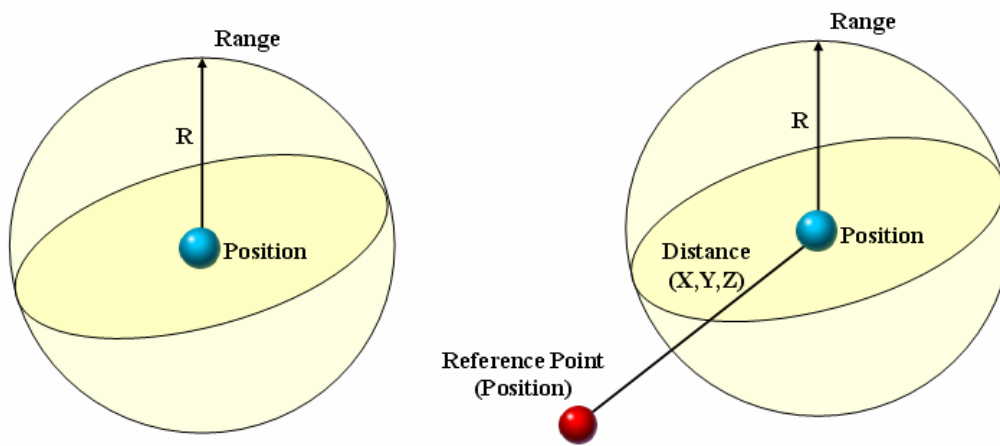 Range
R
Position
Range
R
Position
Distance
(X,Y,Z)
Reference Point
(Position)